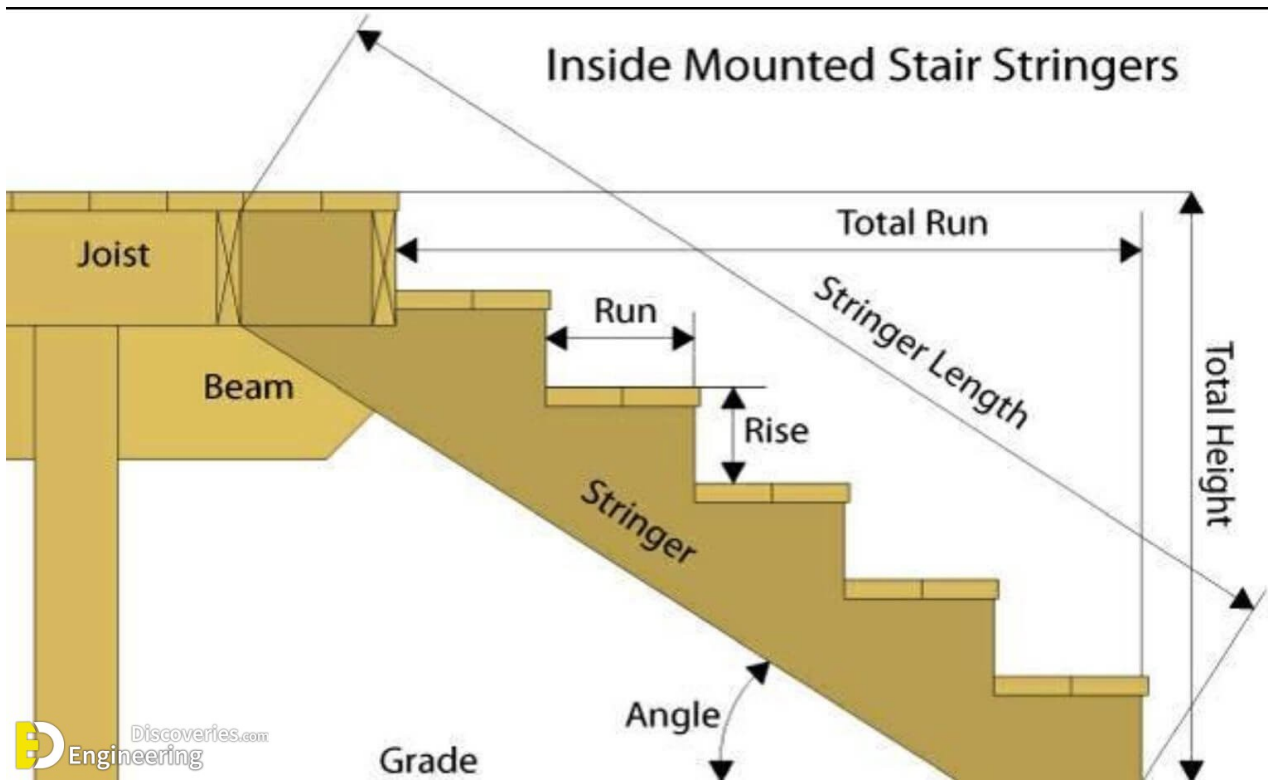 Inside Mounted Stair Stringers
Total Run
Joist
Stringer Length
Run
Total Height
Beam
Rise
Stringer
Angle
Discoveries.com
Engineering
Grade